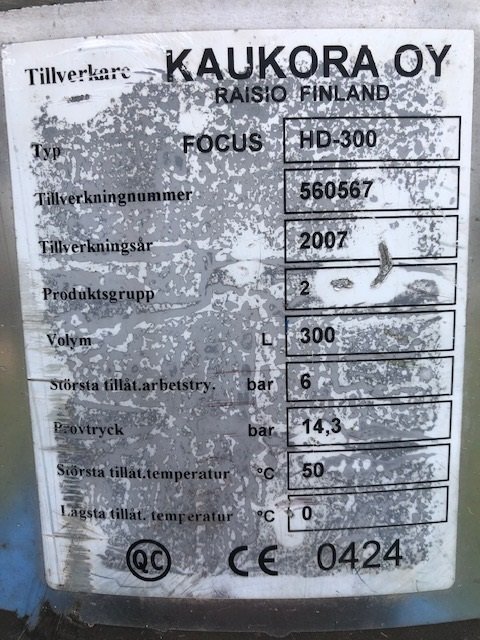 Tillverkare KAUKORA OY
RAISIO FINLAND
Typ FOCUS HD-300
Tillverkningnummer 560567
Tillverkningsår 2007
Produktsgrupp 2
Volym L 300
Största tillåt.arbetstry. bar 6
Provtryck bar 14,3
Största tillåt.temperatur °C 50
Lägsta tillåt. temperatur °C 0
QC CE 0424